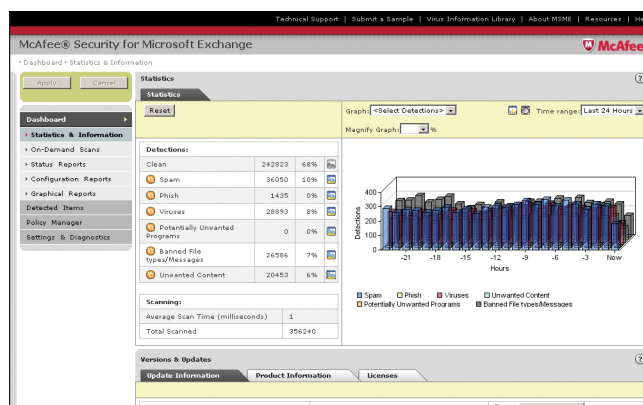 Technical Support | Submit a Sample | Virus Information Library | About MSME | Resources | He
McAfee® Security for Microsoft Exchange
McAfee
Dashboard Statistics & Information
Apply
Cancel
Dashboard
Statistics & Information
On-Demand Scans
Status Reports
Configuration Reports
Graphical Reports
Detected Items
Policy Manager
Settings & Diagnostics
Statistics
Statistics
Reset
Detections:
Clean 242823 68%
Spam 36050 10%
Phish 1435 0%
Viruses 28893 8%
Potentially Unwanted
Programs 0 0%
Banned File
types/Messages 26586 7%
Unwanted Content 20453 6%
Scanning:
Average Scan Time (milliseconds) 1
Total Scanned 356240
Graph: <Select Detections>
Time range: Last 24 Hours
Magnify Graph: %
Detections
400
300
200
100
0
-21 -18 -15 -12 -9 -6 -3 Now
Hours
Spam Phish Viruses Unwanted Content
Potentially Unwanted Programs Banned File types/Messages
Versions & Updates
Update Information Product Information Licenses